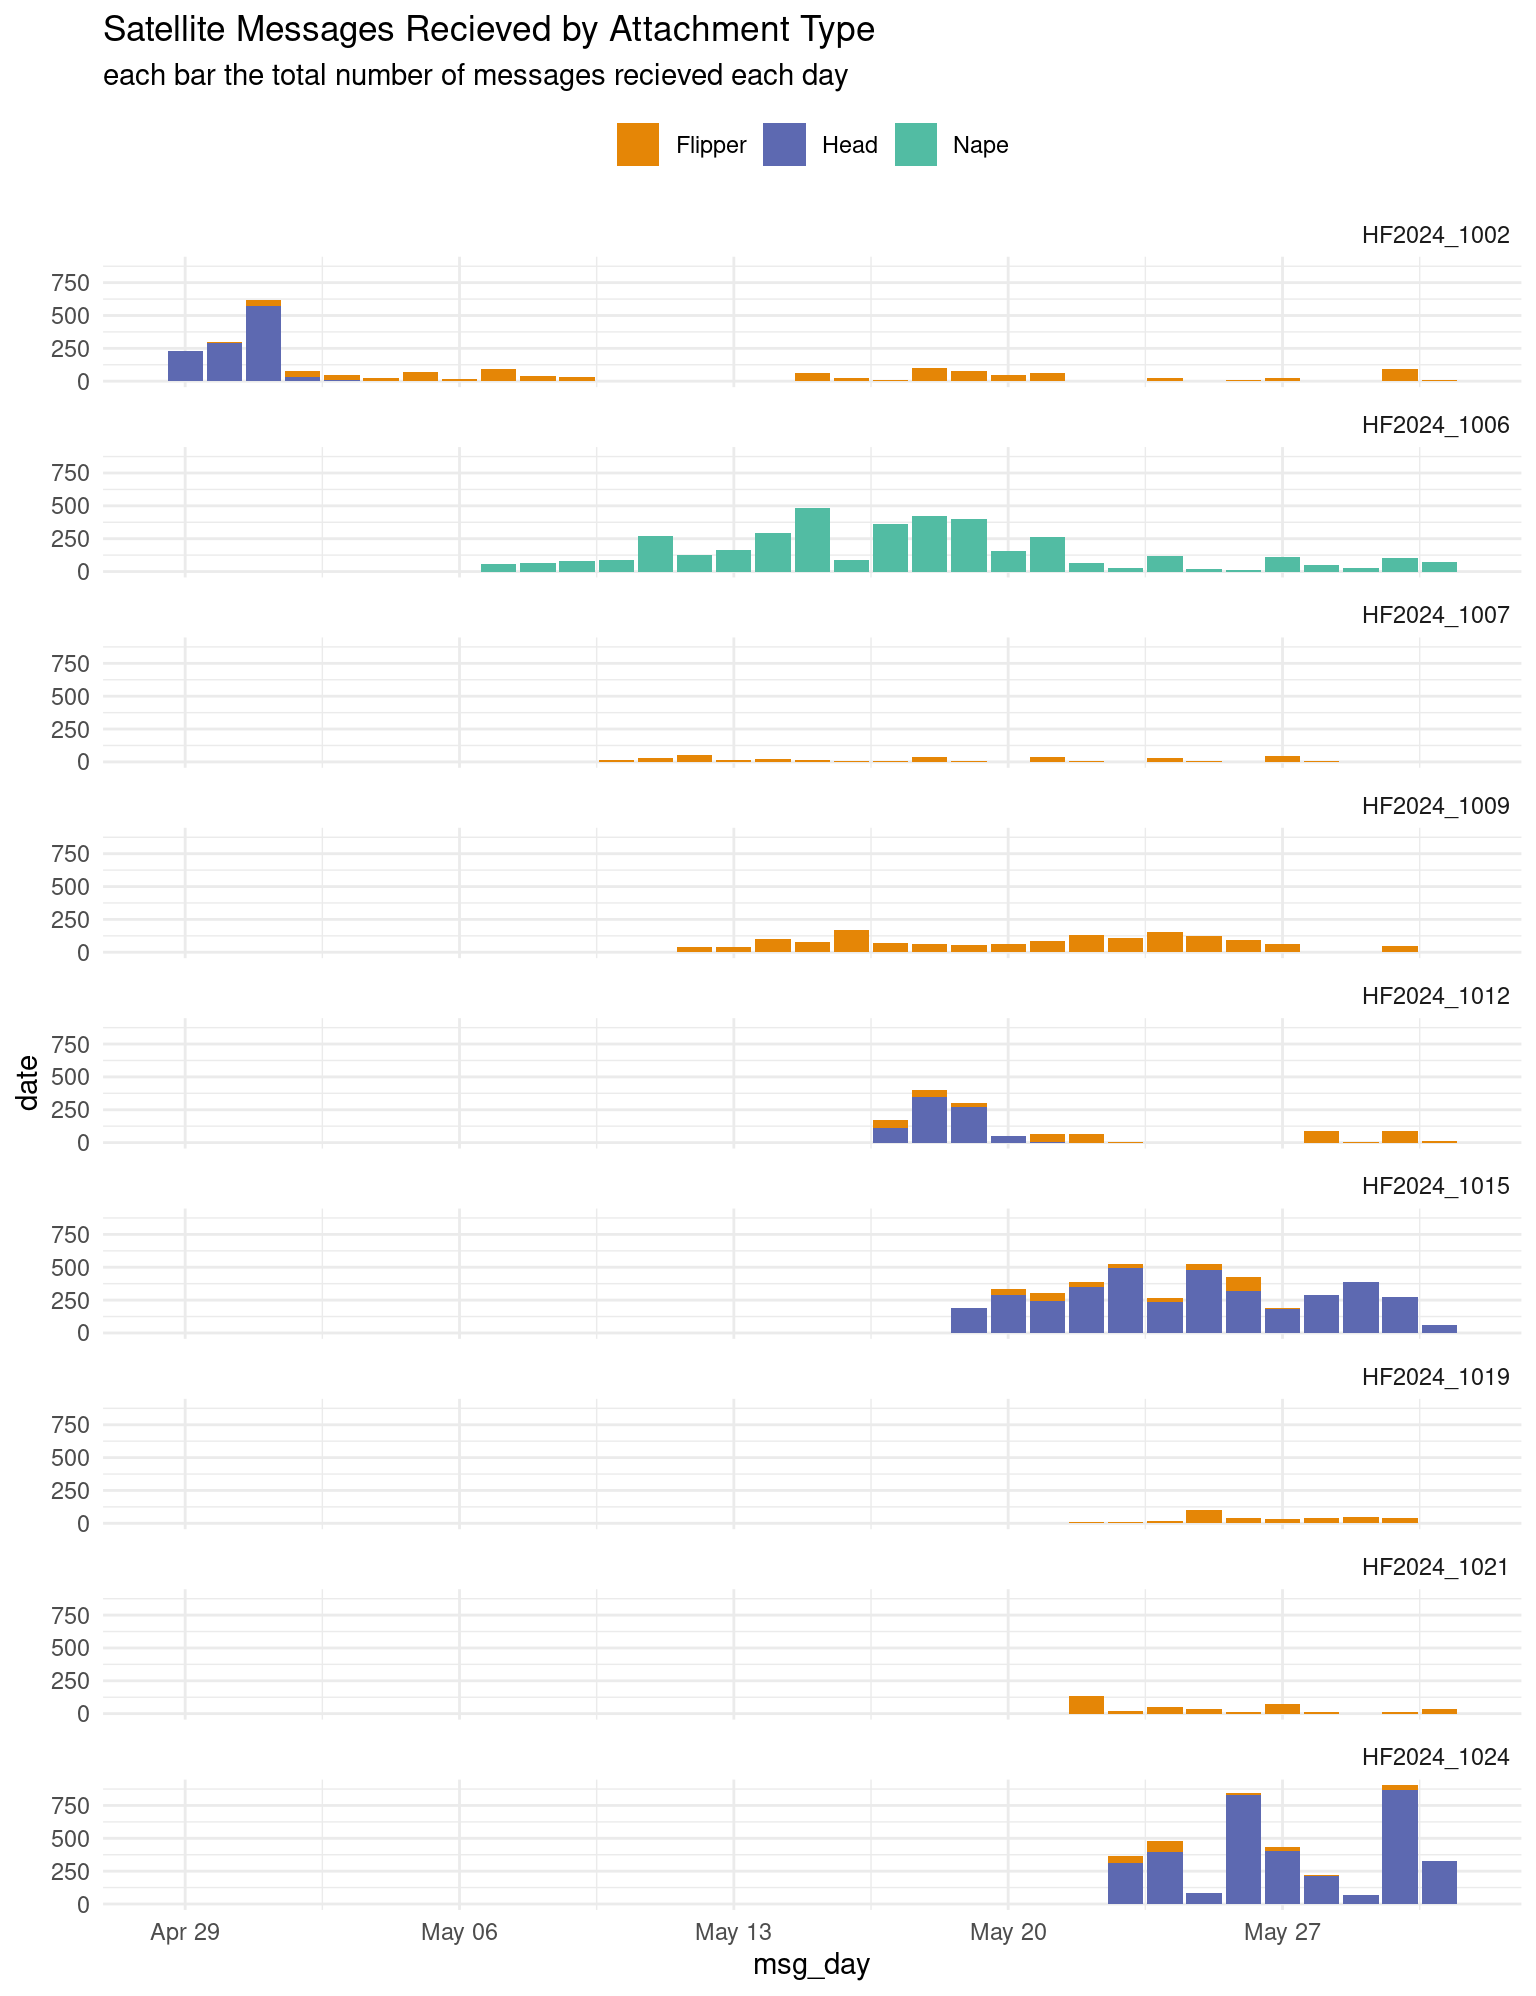 Satellite Messages Recieved by Attachment Type
each bar the total number of messages recieved each day
Flipper Head Nape
HF2024_1002
750
500
250
0
HF2024_1006
750
500
250
0
HF2024_1007
750
500
250
0
HF2024_1009
750
500
250
0
HF2024_1012
750
500
250
0
date
HF2024_1015
750
500
250
0
HF2024_1019
750
500
250
0
HF2024_1021
750
500
250
0
HF2024_1024
750
500
250
0
Apr 29 May 06 May 13 May 20 May 27
msg_day